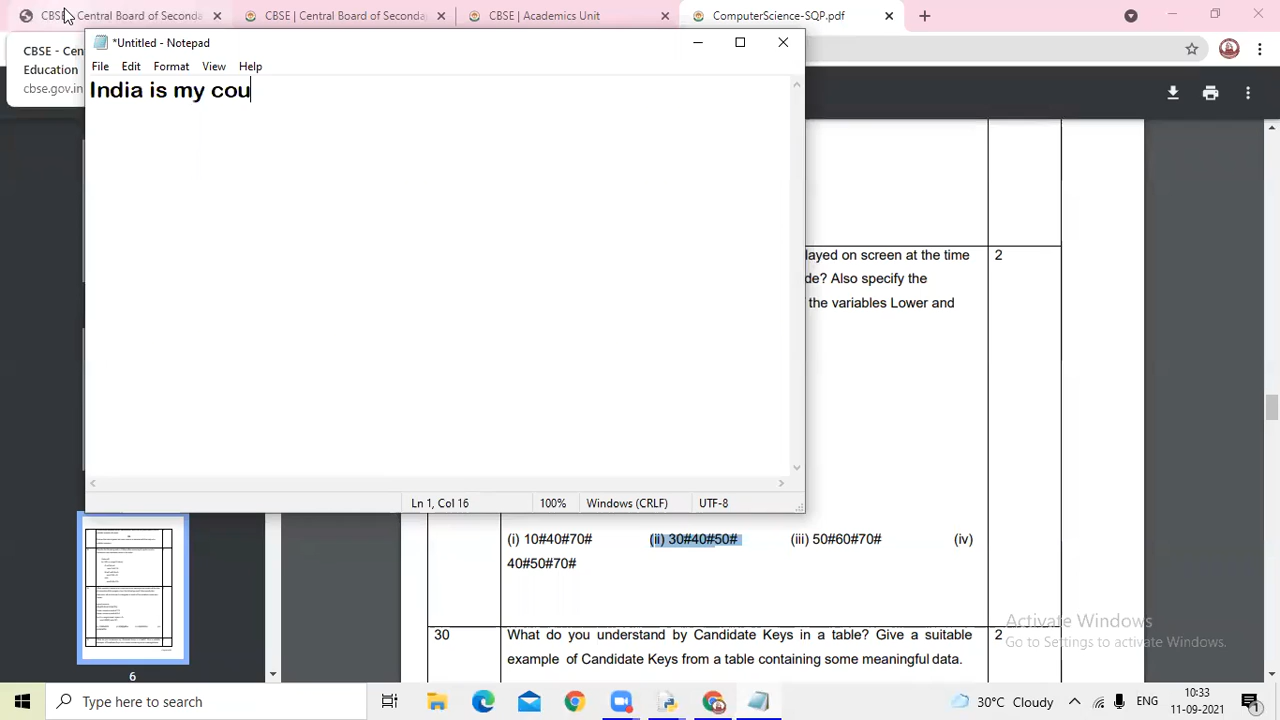 CBSE - Central Board of Seconda
CBSE | Central Board of Seconda
CBSE | Academics Unit
ComputerScience-SQP.pdf
*Untitled - Notepad
CBSE - Cen
Education
cbse.gov.in
File Edit Format View Help
India is my cou
layed on screen at the time
2
de? Also specify the
the variables Lower and
Ln 1, Col 16
100%
Windows (CRLF)
UTF-8
(i) 10#40#70# (ii) 30#40#50# (iii) 50#60#70# (iv)
40#50#70#
30
What do you understand by Candidate Keys in a table? Give a suitable
2
example of Candidate Keys from a table containing some meaningful data.
Activate Windows
Go to Settings to activate Windows.
6
Type here to search
30°C Cloudy
ENG
10:33
11-09-2021
1